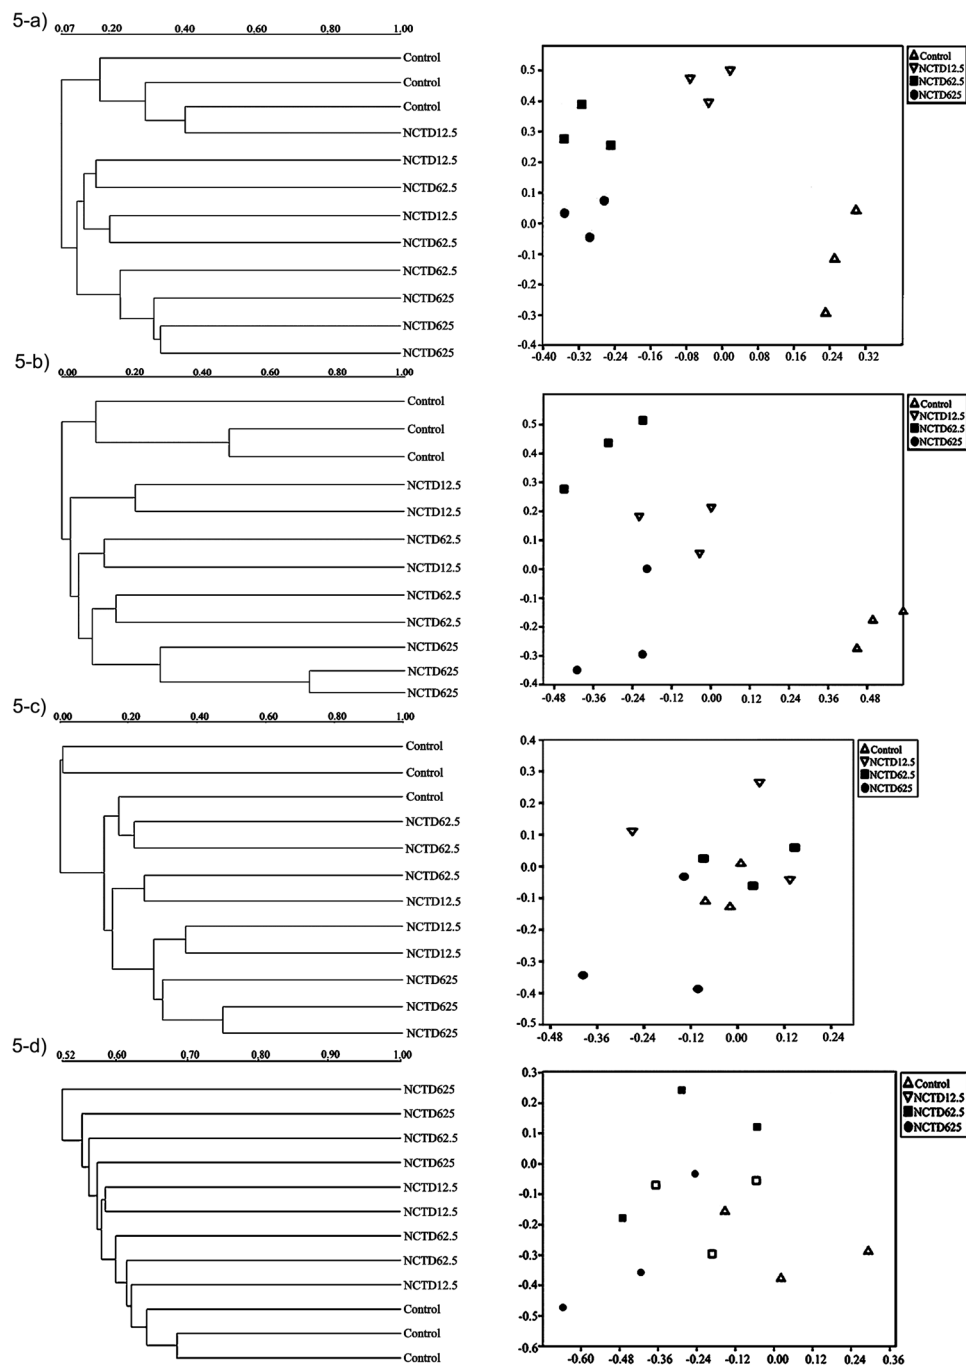 5-a)
0.07 0.20 0.40 0.60 0.80 1.00
Control
Control
Control
NCTD12.5
NCTD12.5
NCTD62.5
NCTD12.5
NCTD62.5
NCTD62.5
NCTD625
NCTD625
NCTD625
0.5
0.4
0.3
0.2
0.1
0.0
-0.1
-0.2
-0.3
-0.4
-0.40 -0.32 -0.24 -0.16 -0.08 0.00 0.08 0.16 0.24 0.32
Control
NCTD12.5
NCTD62.5
NCTD625
5-b)
0.00 0.20 0.40 0.60 0.80 1.00
Control
Control
Control
NCTD12.5
NCTD12.5
NCTD62.5
NCTD12.5
NCTD62.5
NCTD62.5
NCTD625
NCTD625
NCTD625
0.5
0.4
0.3
0.2
0.1
0.0
-0.1
-0.2
-0.3
-0.4
-0.48 -0.36 -0.24 -0.12 0.00 0.12 0.24 0.36 0.48
Control
NCTD12.5
NCTD62.5
NCTD625
5-c)
0.00 0.20 0.40 0.60 0.80 1.00
Control
Control
Control
NCTD62.5
NCTD62.5
NCTD62.5
NCTD12.5
NCTD12.5
NCTD12.5
NCTD625
NCTD625
NCTD625
0.4
0.3
0.2
0.1
0.0
-0.1
-0.2
-0.3
-0.4
-0.5
-0.48 -0.36 -0.24 -0.12 0.00 0.12 0.24
Control
NCTD12.5
NCTD62.5
NCTD625
5-d)
0.52 0.60 0.70 0.80 0.90 1.00
NCTD625
NCTD625
NCTD62.5
NCTD625
NCTD12.5
NCTD12.5
NCTD62.5
NCTD62.5
NCTD12.5
Control
Control
Control
0.3
0.2
0.1
0.0
-0.1
-0.2
-0.3
-0.4
-0.5
-0.6
-0.60 -0.48 -0.36 -0.24 -0.12 0.00 0.12 0.24 0.36
Control
NCTD12.5
NCTD62.5
NCTD625